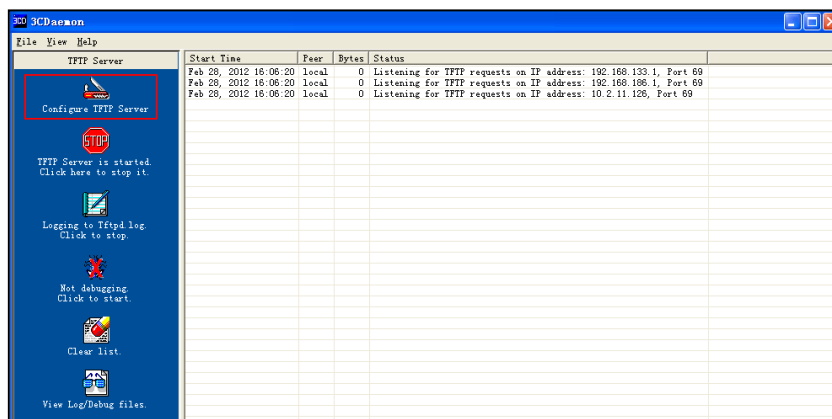 3CD 3CDaemon
File View Help
TFTP Server
Configure TFTP Server
STOP
TFTP Server is started.
Click here to stop it.
Logging to Tftpd.log.
Click to stop.
Not debugging.
Click to start.
Clear list.
View Log/Debug files.
Start Time Peer Bytes Status
Feb 28, 2012 16:06:20 local 0 Listening for TFTP requests on IP address: 192.168.133.1, Port 69
Feb 28, 2012 16:06:20 local 0 Listening for TFTP requests on IP address: 192.168.186.1, Port 69
Feb 28, 2012 16:06:20 local 0 Listening for TFTP requests on IP address: 10.2.11.126, Port 69